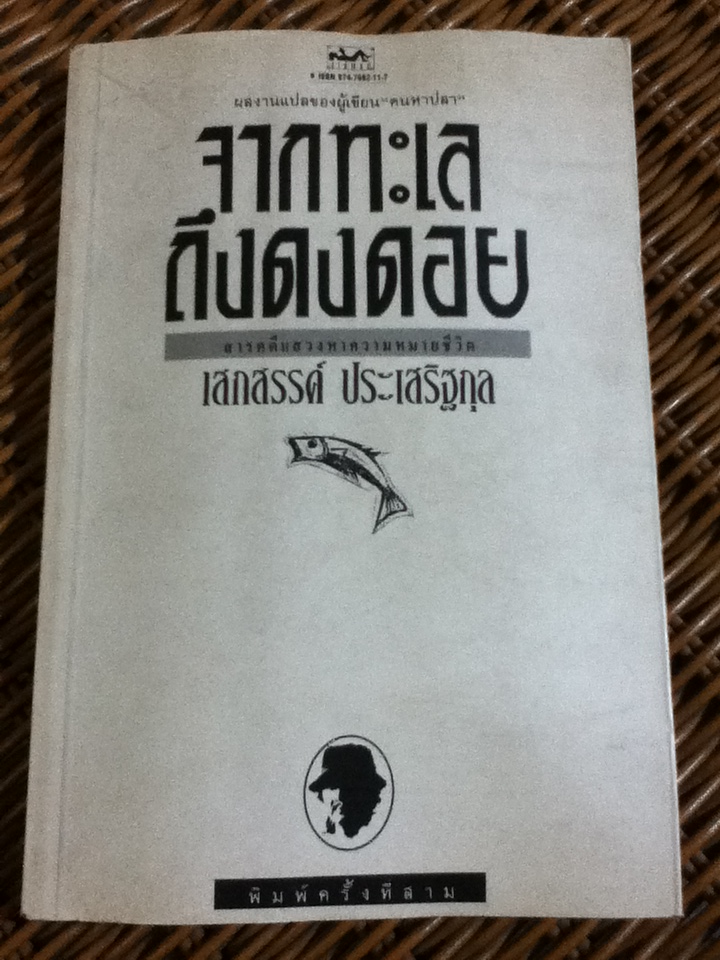 ผลงานแปลของผู้เขียน "คนหาปลา"
จากทะเล
ถึงดงดอย
สารคดีแสวงหาความหมายชีวิต
เสกสรรค์ ประเสริฐกุล
พิมพ์ครั้งที่สาม